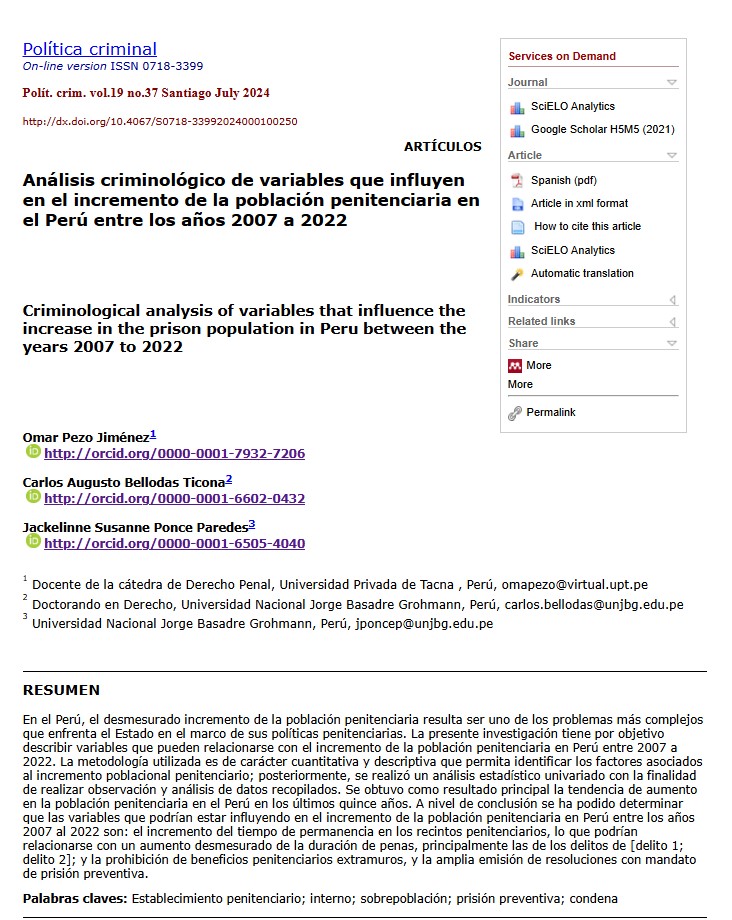 Política criminal
On-line version ISSN 0718-3399
Polít. crim. vol.19 no.37 Santiago July 2024
http://dx.doi.org/10.4067/S0718-33992024000100250
ARTÍCULOS
Análisis criminológico de variables que influyen
en el incremento de la población penitenciaria en
el Perú entre los años 2007 a 2022
Criminological analysis of variables that influence the
increase in the prison population in Peru between the
years 2007 to 2022
Omar Pezo Jiménez1
iD http://orcid.org/0000-0001-7932-7206
Carlos Augusto Bellodas Ticona2
iD http://orcid.org/0000-0001-6602-0432
Jackelinne Susanne Ponce Paredes3
iD http://orcid.org/0000-0001-6505-4040
Services on Demand
Journal
SciELO Analytics
Google Scholar H5M5 (2021)
Article
Spanish (pdf)
Article in xml format
How to cite this article
SciELO Analytics
Automatic translation
Indicators
Related links
Share
More
More
Permalink
1 Docente de la cátedra de Derecho Penal, Universidad Privada de Tacna , Perú, omapezo@virtual.upt.pe
2 Doctorando en Derecho, Universidad Nacional Jorge Basadre Grohmann, Perú, carlos.bellodas@unjbg.edu.pe
3 Universidad Nacional Jorge Basadre Grohmann, Perú, jponcep@unjbg.edu.pe
RESUMEN
En el Perú, el desmesurado incremento de la población penitenciaria resulta ser uno de los problemas más complejos
que enfrenta el Estado en el marco de sus políticas penitenciarias. La presente investigación tiene por objetivo
describir variables que pueden relacionarse con el incremento de la población penitenciaria en Perú entre 2007 a
2022. La metodología utilizada es de carácter cuantitativa y descriptiva que permita identificar los factores asociados
al incremento poblacional penitenciario; posteriormente, se realizó un análisis estadístico univariado con la finalidad
de realizar observación y análisis de datos recopilados. Se obtuvo como resultado principal la tendencia de aumento
en la población penitenciaria en el Perú en los últimos quince años. A nivel de conclusión se ha podido determinar
que las variables que podrían estar influyendo en el incremento de la población penitenciaria en Perú entre los años
2007 al 2022 son: el incremento del tiempo de permanencia en los recintos penitenciarios, lo que podrían
relacionarse con un aumento desmesurado de la duración de penas, principalmente las de los delitos de [delito 1;
delito 2]; y la prohibición de beneficios penitenciarios extramuros, y la amplia emisión de resoluciones con mandato
de prisión preventiva.
Palabras claves: Establecimiento penitenciario; interno; sobrepoblación; prisión preventiva; condena